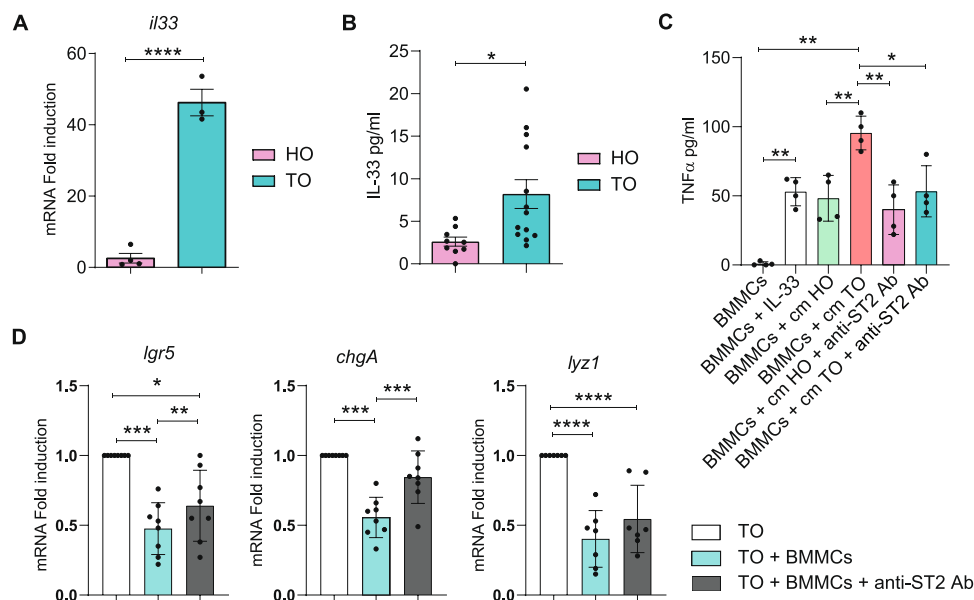 A
il33
****
mRNA Fold induction
60
40
20
0
HO
TO
B
*
IL-33 pg/ml
25
20
15
10
5
0
HO
TO
C
**
*
**
**
**
TNFα pg/ml
150
100
50
0
BMMCs
BMMCs + IL-33
BMMCs + cm HO
BMMCs + cm TO
BMMCs + cm HO + anti-ST2 Ab
BMMCs + cm TO + anti-ST2 Ab
D
lgr5
*
***
**
mRNA Fold induction
1.5
1.0
0.5
0.0
chgA
***
***
mRNA Fold induction
1.5
1.0
0.5
0.0
lyz1
****
****
mRNA Fold induction
1.5
1.0
0.5
0.0
TO
TO + BMMCs
TO + BMMCs + anti-ST2 Ab